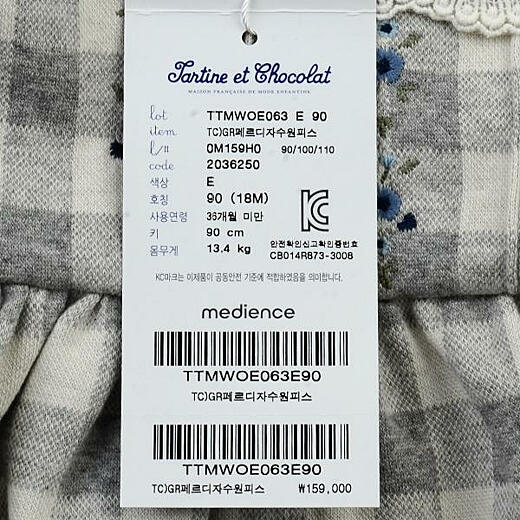 Tartine et Chocolat
MAISON FRANÇAISE DE MODE ENFANTINE
lot TTMWOE063 E 90
item TC)GR페르디자수원피스
l/# 0M159H0 90/100/110
code 2036250
색상 E
호칭 90 (18M)
사용연령 36개월 미만
키 90 cm
몸무게 13.4 kg
안전확인신고확인증번호
CB014R873-3008
KC마크는 이제품이 공통안전 기준에 적합하였음을 의미합니다.
medience
TTMWOE063E90
TC)GR페르디자수원피스
TTMWOE063E90
TC)GR페르디자수원피스 ₩159,000